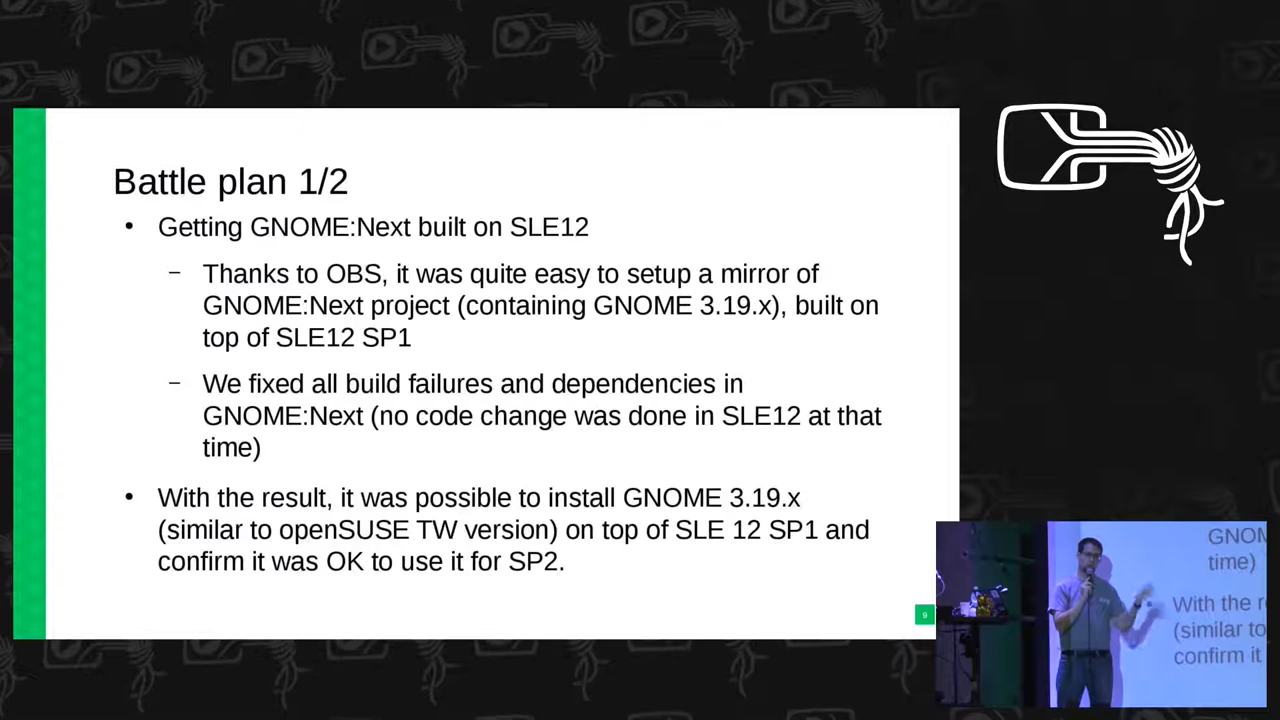 Battle plan 1/2
• Getting GNOME:Next built on SLE12
– Thanks to OBS, it was quite easy to setup a mirror of
GNOME:Next project (containing GNOME 3.19.x), built on
top of SLE12 SP1
– We fixed all build failures and dependencies in
GNOME:Next (no code change was done in SLE12 at that
time)
• With the result, it was possible to install GNOME 3.19.x
(similar to openSUSE TW version) on top of SLE 12 SP1 and
confirm it was OK to use it for SP2.
9
GNOM
time)
With the r
(similar to
confirm it